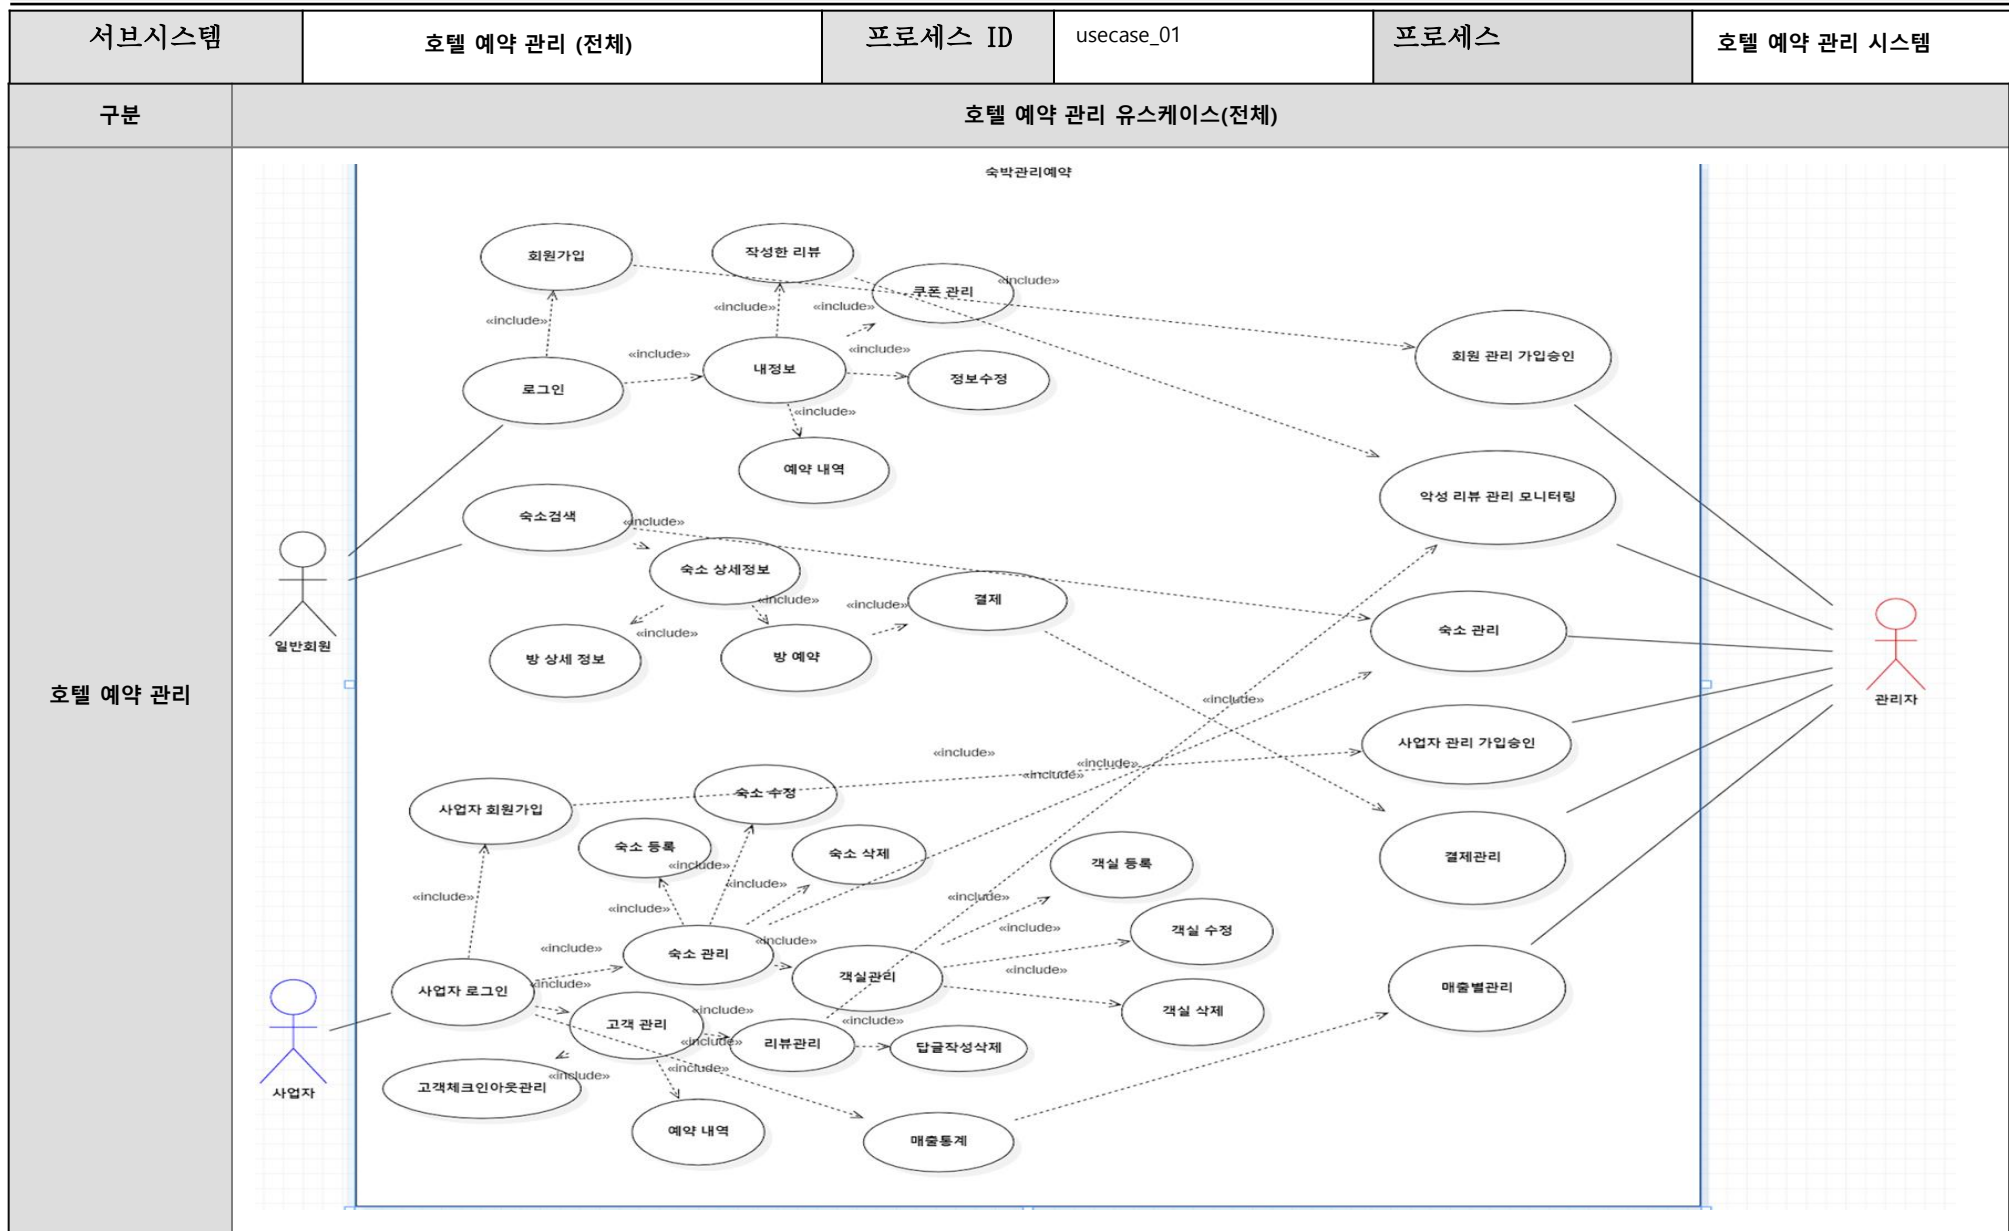 서브시스템 호텔 예약 관리 (전체) 프로세스 ID usecase_01 프로세스 호텔 예약 관리 시스템
구분 호텔 예약 관리 유스케이스(전체)
호텔 예약 관리
숙박관리예약
회원가입
작성한 리뷰
쿠폰 관리
«include»
«include»
«include»
«include»
«include»
«include»
회원 관리 가입승인
로그인
내정보
정보수정
«include»
예약 내역
악성 리뷰 관리 모니터링
숙소검색
«include»
숙소 상세정보
«include»
«include»
결제
숙소 관리
«include»
방 상세 정보
방 예약
일반회원
관리자
«include»
사업자 관리 가입승인
«include»
«include»
«include»
사업자 회원가입
숙소 수정
숙소 등록
«include»
숙소 삭제
객실 등록
결제관리
«include»
«include»
«include»
«include»
«include»
객실 수정
«include»
«include»
숙소 관리
«include»
객실관리
사업자 로그인
«include»
매출별관리
고객 관리
«include»
객실 삭제
«include»
«include»
리뷰관리
답글작성삭제
«include»
«include»
고객체크인아웃관리
사업자
예약 내역
매출통계